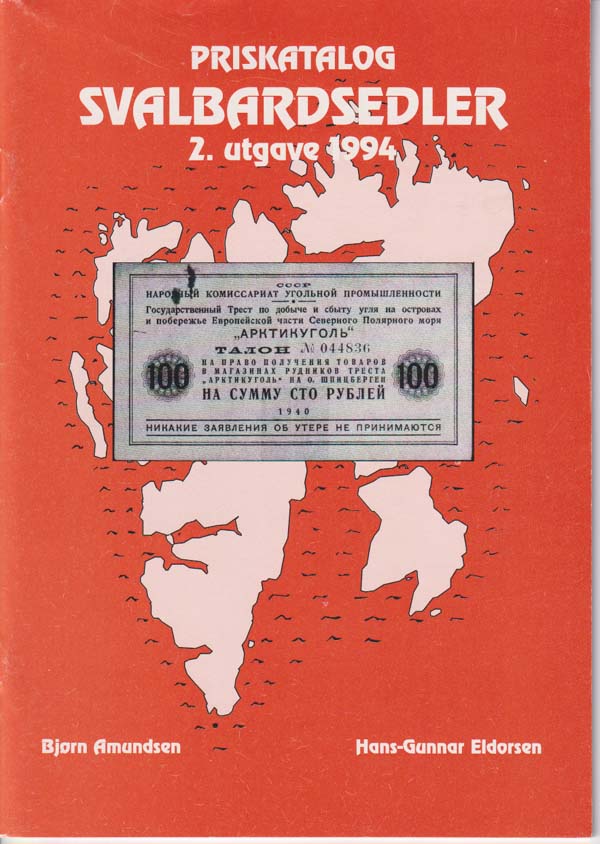 PRISKATALOG
SVALBARDSEDLER
2. utgave 1994
СССР
НАРОДНЫЙ КОМИССАРИАТ УГОЛЬНОЙ ПРОМЫШЛЕННОСТИ
Государственный Трест по добыче и сбыту угля на островах
и побережье Европейской части Северного Полярного моря
„АРКТИКУГОЛЬ"
ТАЛОН № 044836
НА ПРАВО ПОЛУЧЕНИЯ ТОВАРОВ
В МАГАЗИНАХ РУДНИКОВ ТРЕСТА
„АРКТИКУГОЛЬ" НА О. ШПИЦБЕРГЕН
100 НА СУММУ СТО РУБЛЕЙ 100
1940
НИКАКИЕ ЗАЯВЛЕНИЯ ОБ УТЕРЕ НЕ ПРИНИМАЮТСЯ
Bjørn Amundsen
Hans-Gunnar Eldorsen